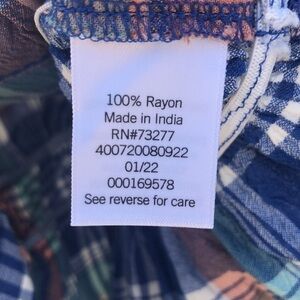 100% Rayon
Made in India
RN#73277
400720080922
01/22
000169578
See reverse for care